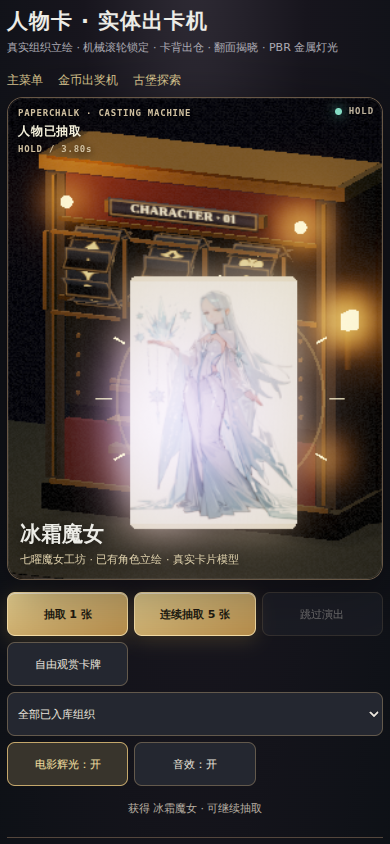 人物卡 · 实体出卡机
真实组织立绘 · 机械滚轮锁定 · 卡背出仓 · 翻面揭晓 · PBR 金属灯光
主菜单 金币出奖机 古堡探索
PAPERCHALK · CASTING MACHINE
HOLD
人物已抽取
HOLD / 3.80s
CHARACTER · 01
冰霜魔女
七曜魔女工坊 · 已有角色立绘 · 真实卡片模型
抽取 1 张 连续抽取 5 张 跳过演出
自由观赏卡牌
全部已入库组织
电影辉光：开 音效：开
获得 冰霜魔女 · 可继续抽取